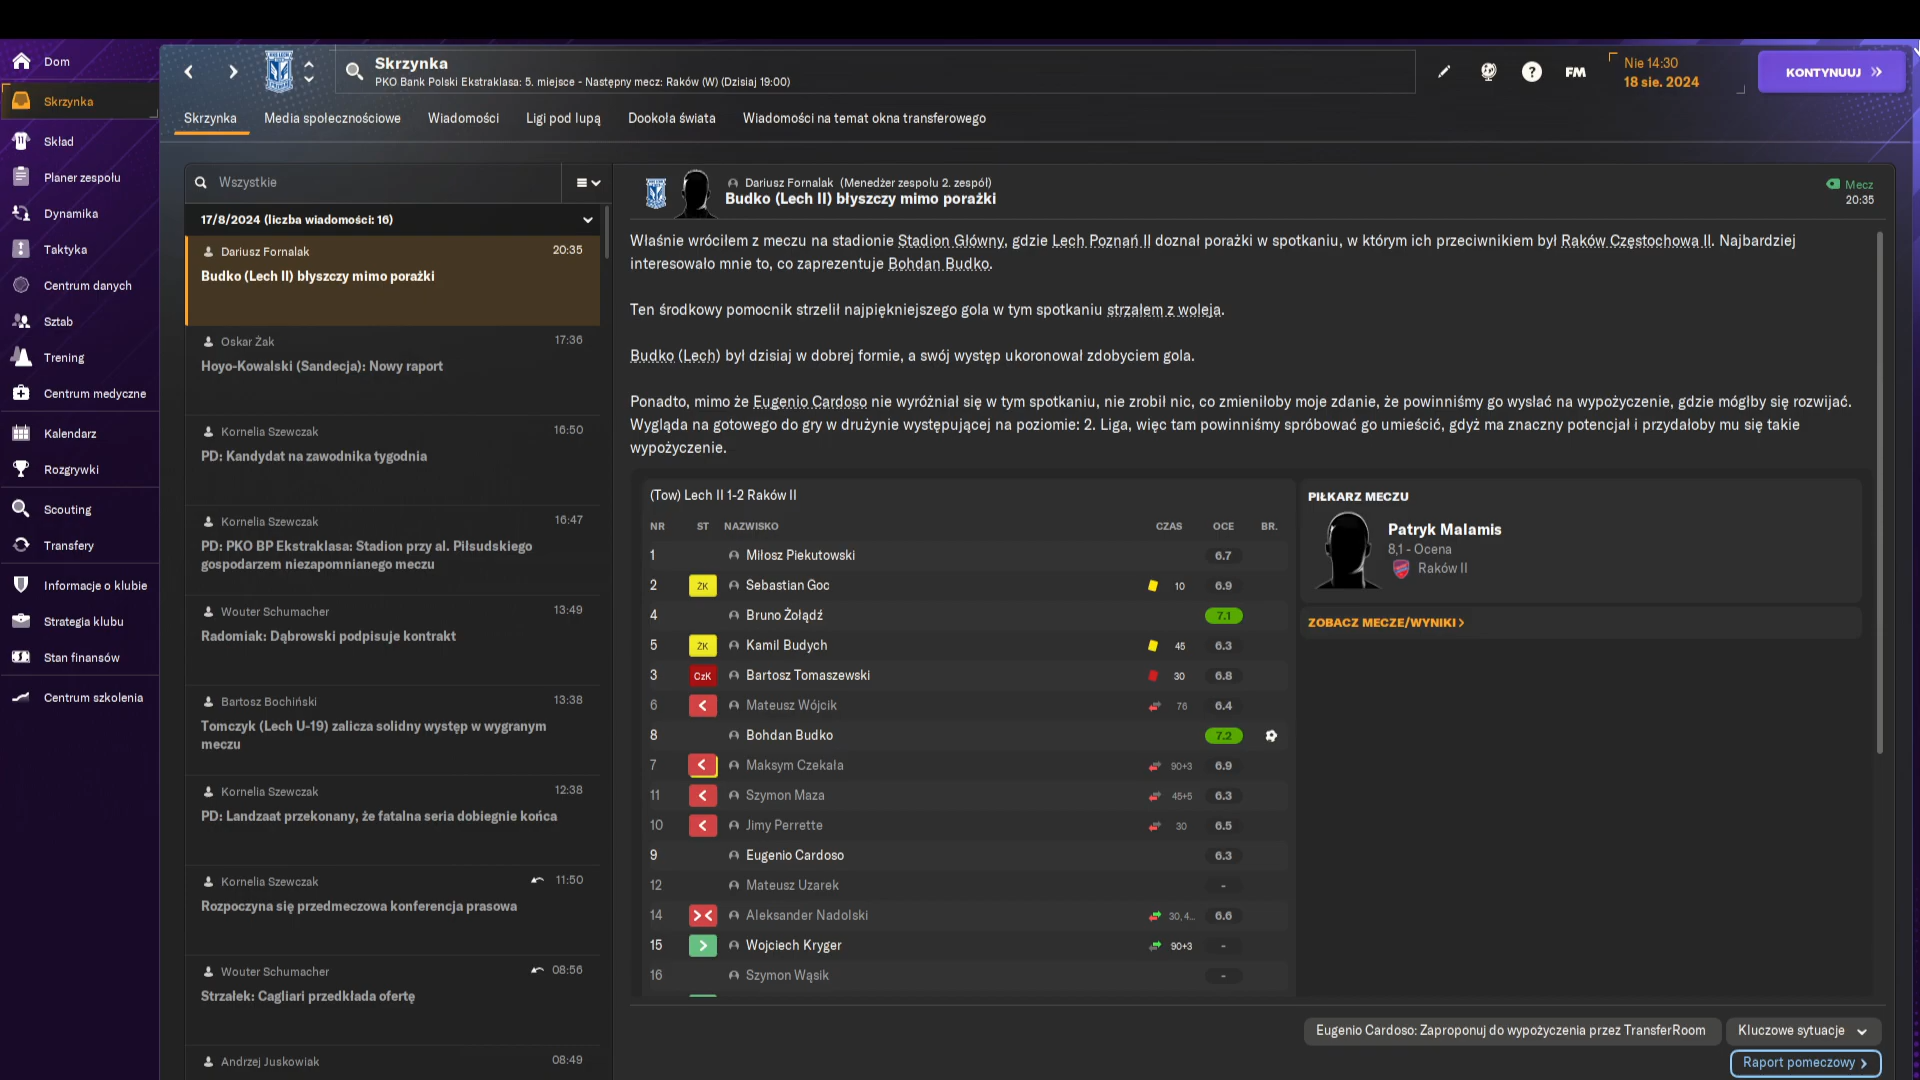 Dom
Skrzynka
Skład
Planer zespołu
Dynamika
Taktyka
Centrum danych
Sztab
Trening
Centrum medyczne
Kalendarz
Rozgrywki
Scouting
Transfery
Informacje o klubie
Strategia klubu
Stan finansów
Centrum szkolenia
Skrzynka
PKO Bank Polski Ekstraklasa: 5. miejsce - Następny mecz: Raków (W) (Dzisiaj 19:00)
FM
Nie 14:30
18 sie. 2024
KONTYNUUJ
Skrzynka Media społecznościowe Wiadomości Ligi pod lupą Dookoła świata Wiadomości na temat okna transferowego
Wszystkie
17/8/2024 (liczba wiadomości: 16)
Dariusz Fornalak 20:35
Budko (Lech II) błyszczy mimo porażki
Oskar Żak 17:36
Hoyo-Kowalski (Sandecja): Nowy raport
Kornelia Szewczak 16:50
PD: Kandydat na zawodnika tygodnia
Kornelia Szewczak 16:47
PD: PKO BP Ekstraklasa: Stadion przy al. Piłsudskiego
gospodarzem niezapomnianego meczu
Wouter Schumacher 13:49
Radomiak: Dąbrowski podpisuje kontrakt
Bartosz Bochiński 13:38
Tomczyk (Lech U-19) zalicza solidny występ w wygranym
meczu
Kornelia Szewczak 12:38
PD: Landzaat przekonany, że fatalna seria dobiegnie końca
Kornelia Szewczak 11:50
Rozpoczyna się przedmeczowa konferencja prasowa
Wouter Schumacher 08:56
Strzałek: Cagliari przedkłada ofertę
Andrzej Juskowiak 08:49
Dariusz Fornalak (Menedżer zespołu 2. zespół)
Budko (Lech II) błyszczy mimo porażki
Mecz
20:35
Właśnie wróciłem z meczu na stadionie Stadion Główny, gdzie Lech Poznań II doznał porażki w spotkaniu, w którym ich przeciwnikiem był Raków Częstochowa II. Najbardziej
interesowało mnie to, co zaprezentuje Bohdan Budko.
Ten środkowy pomocnik strzelił najpiękniejszego gola w tym spotkaniu strzałem z woleja.
Budko (Lech) był dzisiaj w dobrej formie, a swój występ ukoronował zdobyciem gola.
Ponadto, mimo że Eugenio Cardoso nie wyróżniał się w tym spotkaniu, nie zrobił nic, co zmieniłoby moje zdanie, że powinniśmy go wysłać na wypożyczenie, gdzie mógłby się rozwijać.
Wygląda na gotowego do gry w drużynie występującej na poziomie: 2. Liga, więc tam powinniśmy spróbować go umieścić, gdyż ma znaczny potencjał i przydałoby mu się takie
wypożyczenie.
(Tow) Lech II 1-2 Raków II
NR ST NAZWISKO CZAS OCE BR.
1 Miłosz Piekutowski 6.7
2 ŻK Sebastian Goc 10 6.9
4 Bruno Żołądź 7.1
5 ŻK Kamil Budych 45 6.3
3 CzK Bartosz Tomaszewski 30 6.8
6 Mateusz Wójcik 76 6.4
8 Bohdan Budko 7.2
7 Maksym Czekała 90+3 6.9
11 Szymon Maza 45+5 6.3
10 Jimy Perrette 30 6.5
9 Eugenio Cardoso 6.3
12 Mateusz Uzarek -
14 Aleksander Nadolski 30, 4... 6.6
15 Wojciech Kryger 90+3 -
16 Szymon Wąsik -
PIŁKARZ MECZU
Patryk Malamis
8,1 - Ocena
Raków II
ZOBACZ MECZE/WYNIKI >
Eugenio Cardoso: Zaproponuj do wypożyczenia przez TransferRoom
Kluczowe sytuacje
Raport pomeczowy >